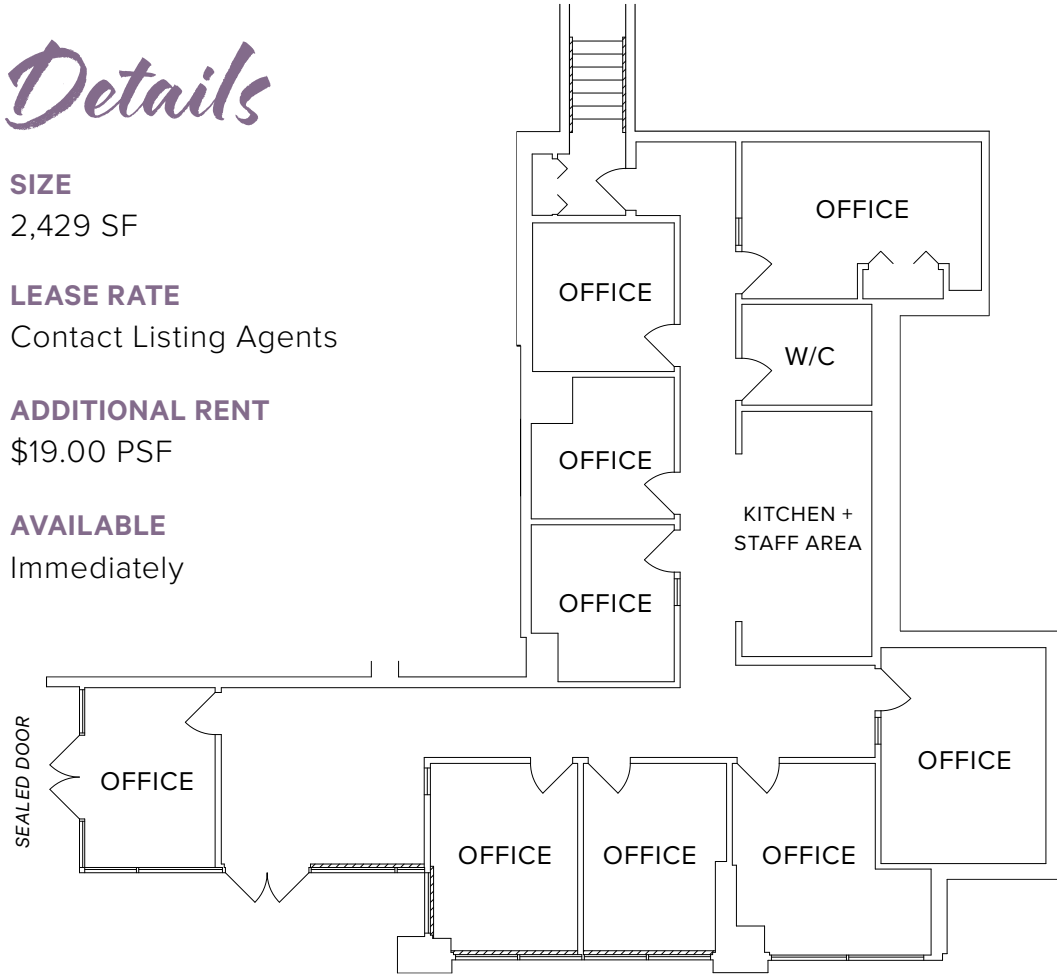 Details
SIZE
2,429 SF
LEASE RATE
Contact Listing Agents
ADDITIONAL RENT
$19.00 PSF
AVAILABLE
Immediately
OFFICE
OFFICE
W/C
OFFICE
KITCHEN +
STAFF AREA
OFFICE
SEALED DOOR
OFFICE
OFFICE
OFFICE
OFFICE
OFFICE